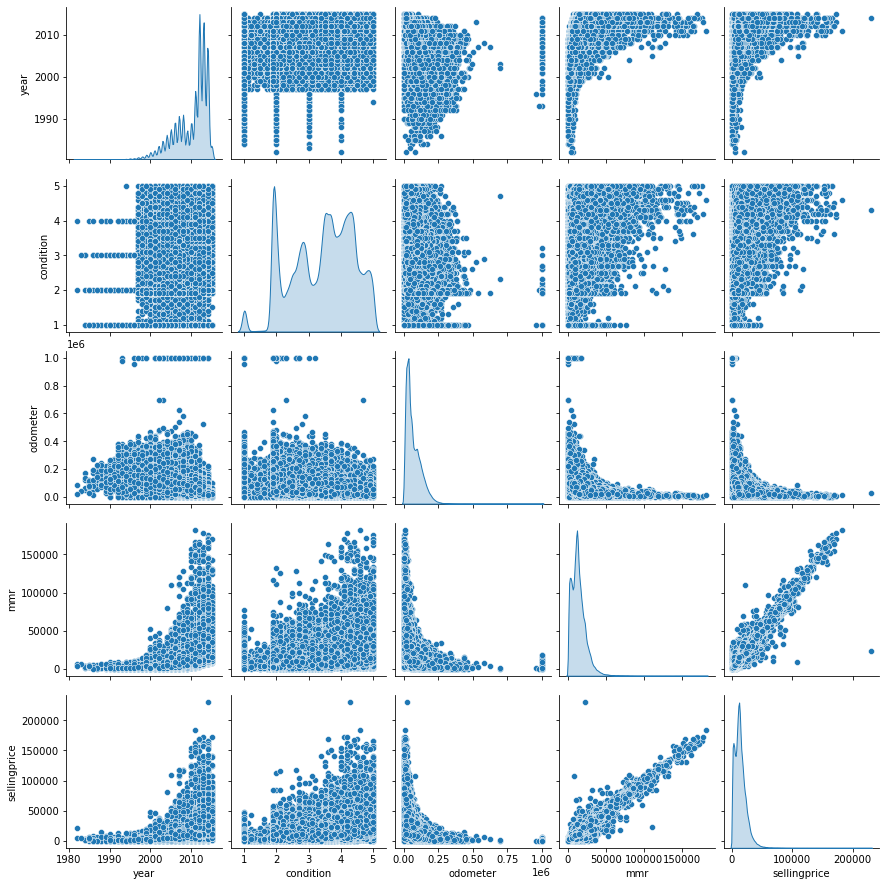 2010
2000
1990
year
5
4
3
2
1
condition
1e6
1.0
0.8
0.6
0.4
0.2
0.0
odometer
150000
100000
50000
0
mmr
200000
150000
100000
50000
0
sellingprice
1980 1990 2000 2010 1 2 3 4 5 0.00 0.25 0.50 0.75 1.00 0 50000 100000 150000 0 100000 200000
1e6
year condition odometer mmr sellingprice